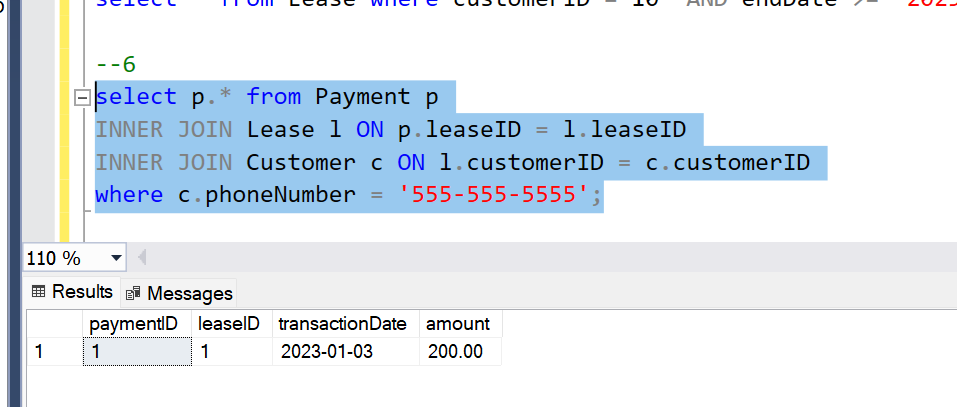 select * from Lease where customerID = 10 AND endDate >= '2023
--6
select p.* from Payment p
INNER JOIN Lease l ON p.leaseID = l.leaseID
INNER JOIN Customer c ON l.customerID = c.customerID
where c.phoneNumber = '555-555-5555';
110 %
Results Messages
paymentID leaseID transactionDate amount
1 1 1 2023-01-03 200.00